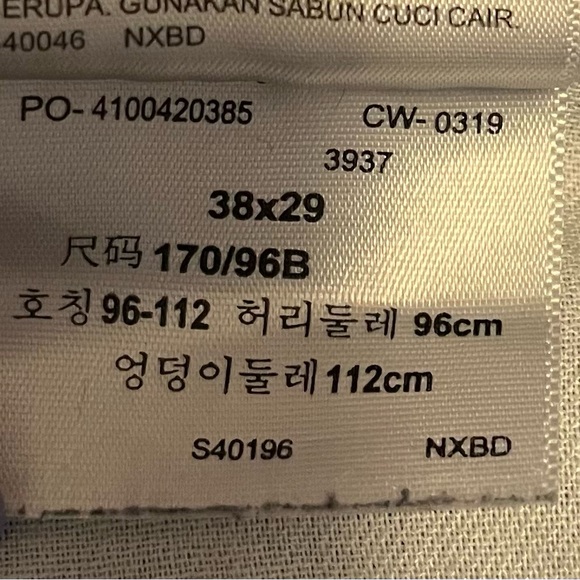 ERUPA. GUNAKAN SABUN CUCI CAIR.
40046 NXBD
PO- 4100420385 CW- 0319
3937
38x29
尺码 170/96B
호칭 96-112 허리둘레 96cm
엉덩이둘레 112cm
S40196 NXBD